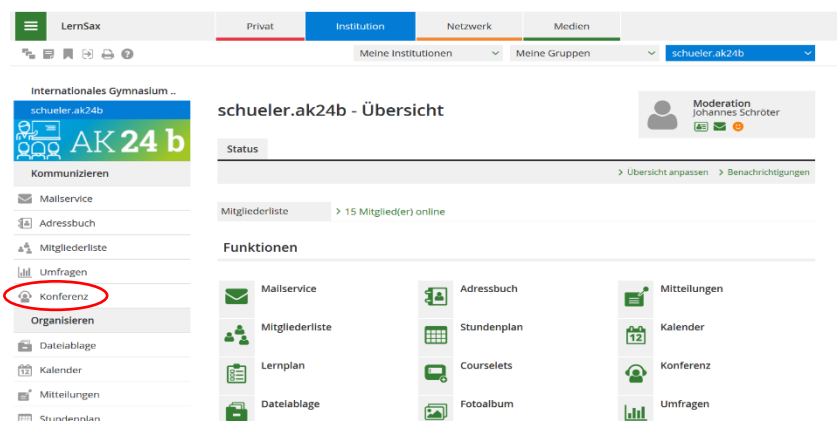 LernSax
Privat
Institution
Netzwerk
Medien
Meine Institutionen
Meine Gruppen
schueler.ak24b
Internationales Gymnasium ..
schueler.ak24b
AK 24 b
Kommunizieren
Mailservice
Adressbuch
Mitgliederliste
Umfragen
Konferenz
Organisieren
Dateiablage
Kalender
Mitteilungen
Stundenplan
schueler.ak24b - Übersicht
Moderation
Johannes Schröter
Status
> Übersicht anpassen > Benachrichtigungen
Mitgliederliste > 15 Mitglied(er) online
Funktionen
Mailservice Adressbuch Mitteilungen
Mitgliederliste Stundenplan Kalender
Lernplan Courselets Konferenz
Dateiablage Fotoalbum Umfragen